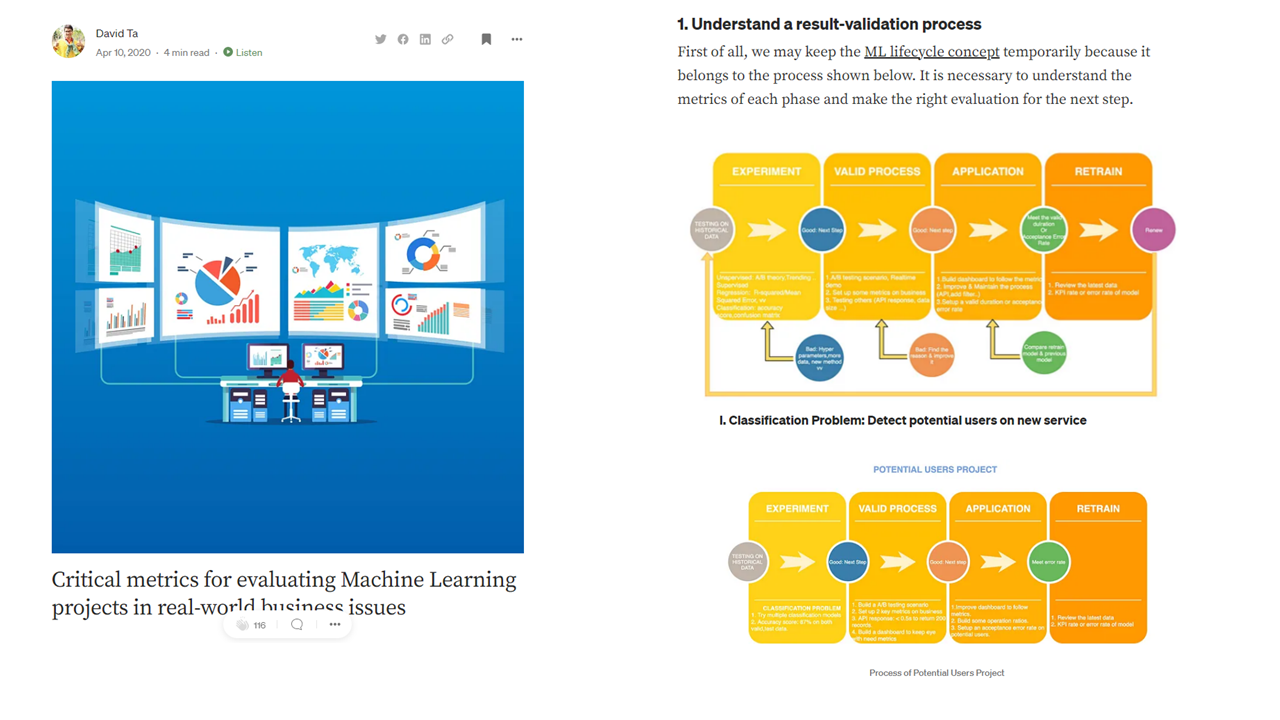 David Ta
Apr 10, 2020 · 4 min read · Listen
Critical metrics for evaluating Machine Learning
projects in real-world business issues
116
1. Understand a result-validation process
First of all, we may keep the ML lifecycle concept temporarily because it
belongs to the process shown below. It is necessary to understand the
metrics of each phase and make the right evaluation for the next step.
EXPERIMENT
VALID PROCESS
APPLICATION
RETRAIN
TESTING ON
HISTORICAL
DATA
Good: Next Step
Good: Next step
Meet the valid
duration
Or
Acceptance Error
Rate
Renew
Unsupervised: A/B theory Trending
Supervised
Regression: R-squared/Mean
Squared Error, vv
Classification: accuracy
score,confusion matrix
1. A/B testing scenario, Realtime
demo
2. Set up some metrics on business
3. Testing others (API response, data
size ...)
1. Build dashboard to follow the metric
2. Improve & Maintain the process
(API,add filter..)
3.Setup a valid duration or acceptance
error rate
1. Review the latest data
2. KPI rate or error rate of model
Bad: Hyper
parameters,more
data, new method
vv
Bad: Find the
reason & improve
it
Compare retrain
model & previous
model
I. Classification Problem: Detect potential users on new service
POTENTIAL USERS PROJECT
EXPERIMENT
VALID PROCESS
APPLICATION
RETRAIN
TESTING ON
HISTORICAL
DATA
Good: Next Step
Good: Next step
Meet error rate
CLASSIFICATION PROBLEM
1. Try multiple classification models
2. Accuracy score: 87% on both
valid,test data.
1. Build a A/B testing scenario
2. Set up 2 key metrics on business
3. API response: < 0.5s to return 200
records.
4. Build a dashboard to keep eye
with need metrics
1.Improve dashboard to follow
metrics.
2. Build some operation ratios.
3. Setup an acceptance error rate on
potential users.
1. Review the latest data
2. KPI rate or error rate of model
Process of Potential Users Project